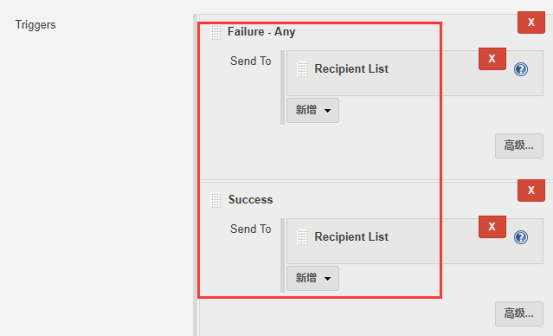 Triggers
Failure - Any
X
Send To
Recipient List
X
?
新增
高级...
Success
X
Send To
Recipient List
X
?
新增
高级...